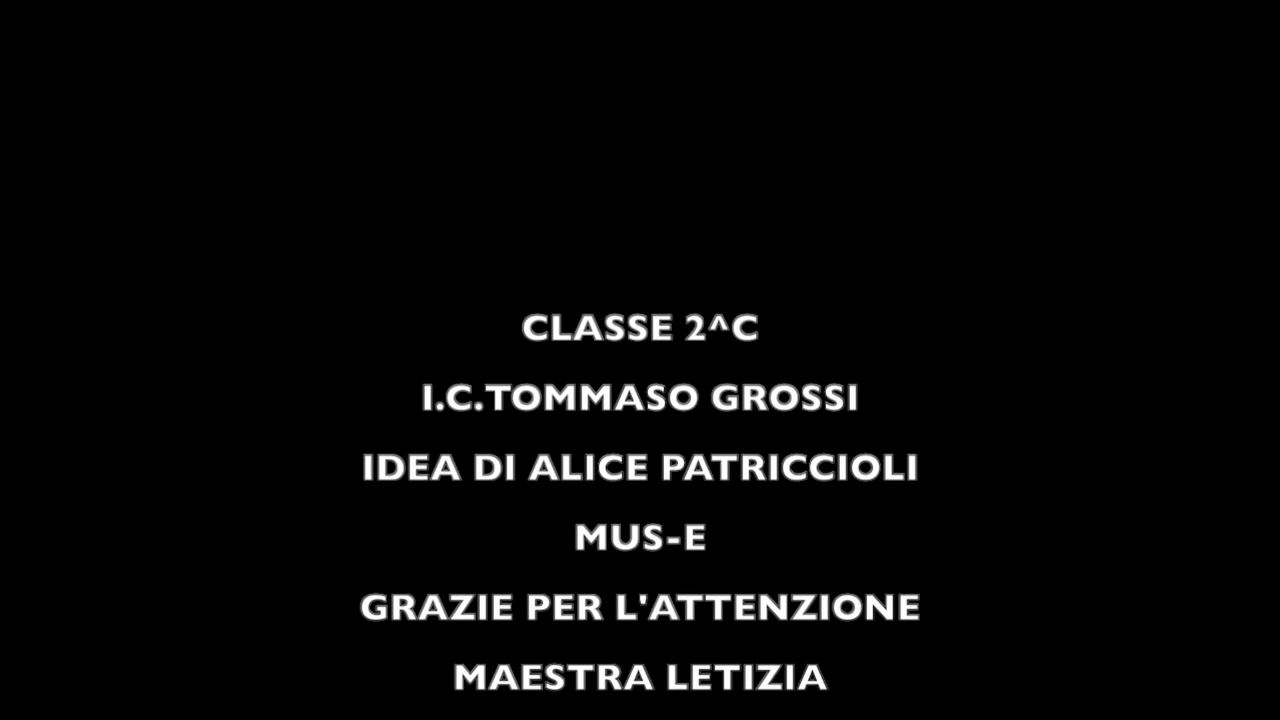 CLASSE 2^C
I.C.TOMMASO GROSSI
IDEA DI ALICE PATRICCIOLI
MUS-E
GRAZIE PER L'ATTENZIONE
MAESTRA LETIZIA